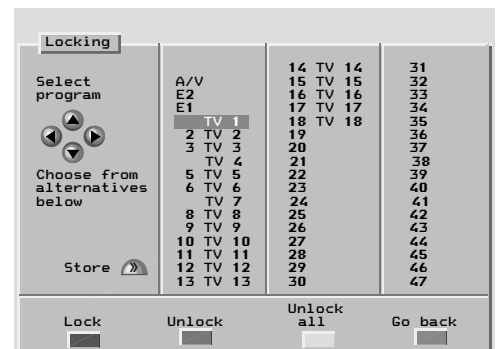 Locking
Select
program
Choose from
alternatives
below
Store
A/V
E2
E1
TV 1
2 TV 2
3 TV 3
TV 4
5 TV 5
6 TV 6
TV 7
8 TV 8
9 TV 9
10 TV 10
11 TV 11
12 TV 12
13 TV 13
14 TV 14
15 TV 15
16 TV 16
17 TV 17
18 TV 18
19
20
21
22
23
24
25
26
27
28
29
30
31
32
33
34
35
36
37
38
39
40
41
42
43
44
45
46
47
Lock
Unlock
Unlock
all
Go back